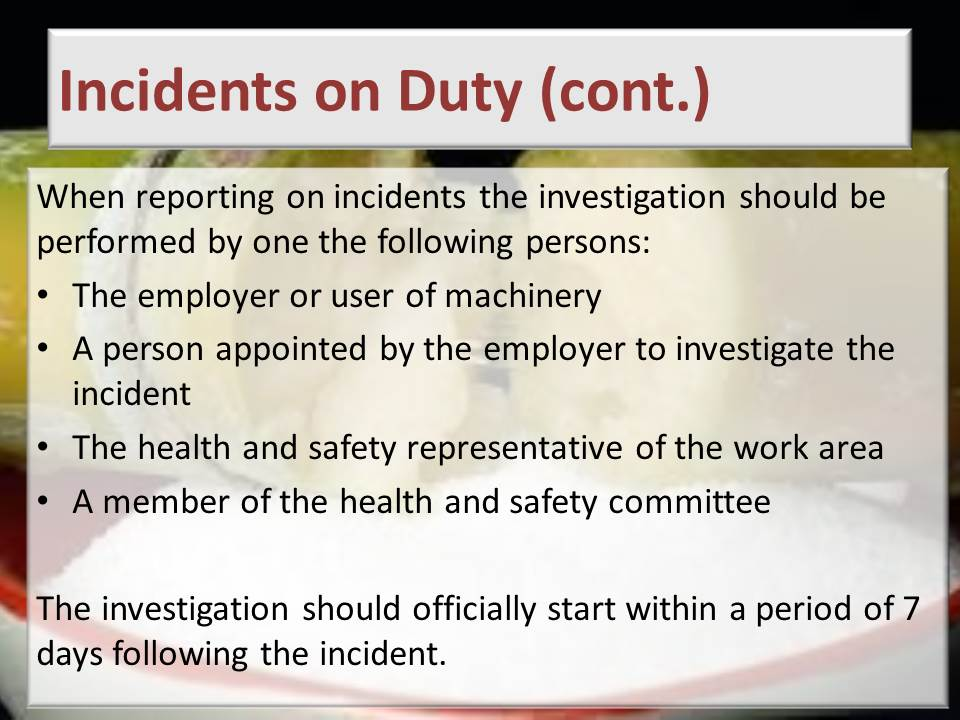 Incidents on Duty (cont.)
When reporting on incidents the investigation should be
performed by one the following persons:
• The employer or user of machinery
• A person appointed by the employer to investigate the
incident
• The health and safety representative of the work area
• A member of the health and safety committee
The investigation should officially start within a period of 7
days following the incident.